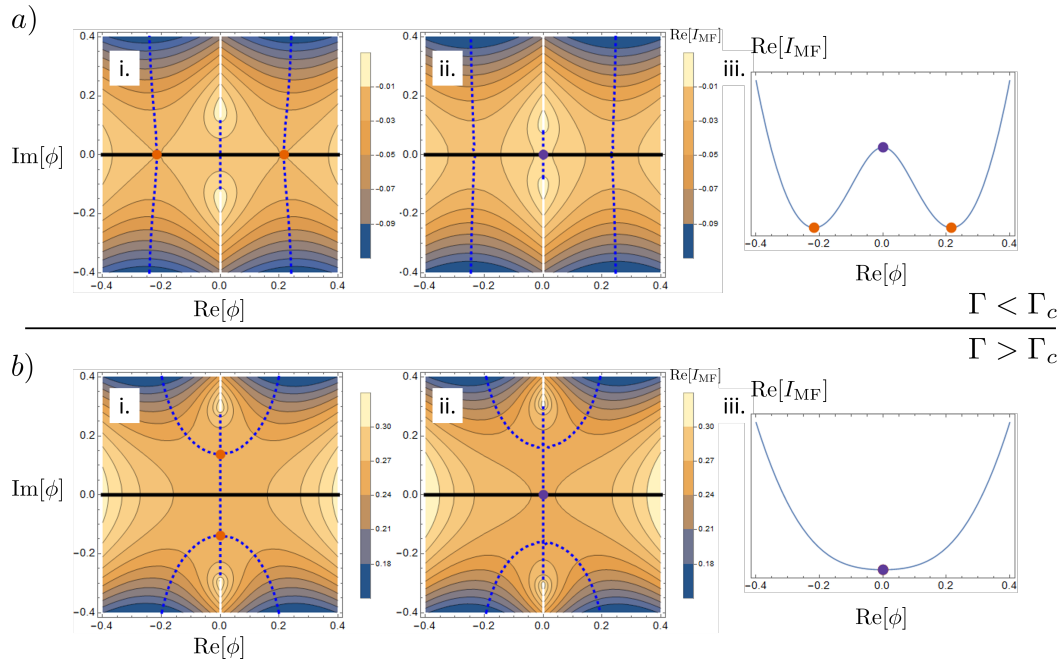 a)
i.
ii.
iii.
Re[I_MF]
Re[I_MF]
0.4
0.2
0.0
−0.2
−0.4
Im[ϕ]
−0.4 −0.2 0.0 0.2 0.4
Re[ϕ]
−0.01
−0.03
−0.05
−0.07
−0.09
−0.4 −0.2 0.0 0.2 0.4
−0.01
−0.03
−0.05
−0.07
−0.09
−0.4 −0.2 0.0 0.2 0.4
Re[ϕ]
Γ < Γ_c
Γ > Γ_c
b)
i.
ii.
iii.
Re[I_MF]
Re[I_MF]
0.4
0.2
0.0
−0.2
−0.4
Im[ϕ]
−0.4 −0.2 0.0 0.2 0.4
Re[ϕ]
0.30
0.27
0.24
0.21
0.18
−0.4 −0.2 0.0 0.2 0.4
0.30
0.27
0.24
0.21
0.18
−0.4 −0.2 0.0 0.2 0.4
Re[ϕ]